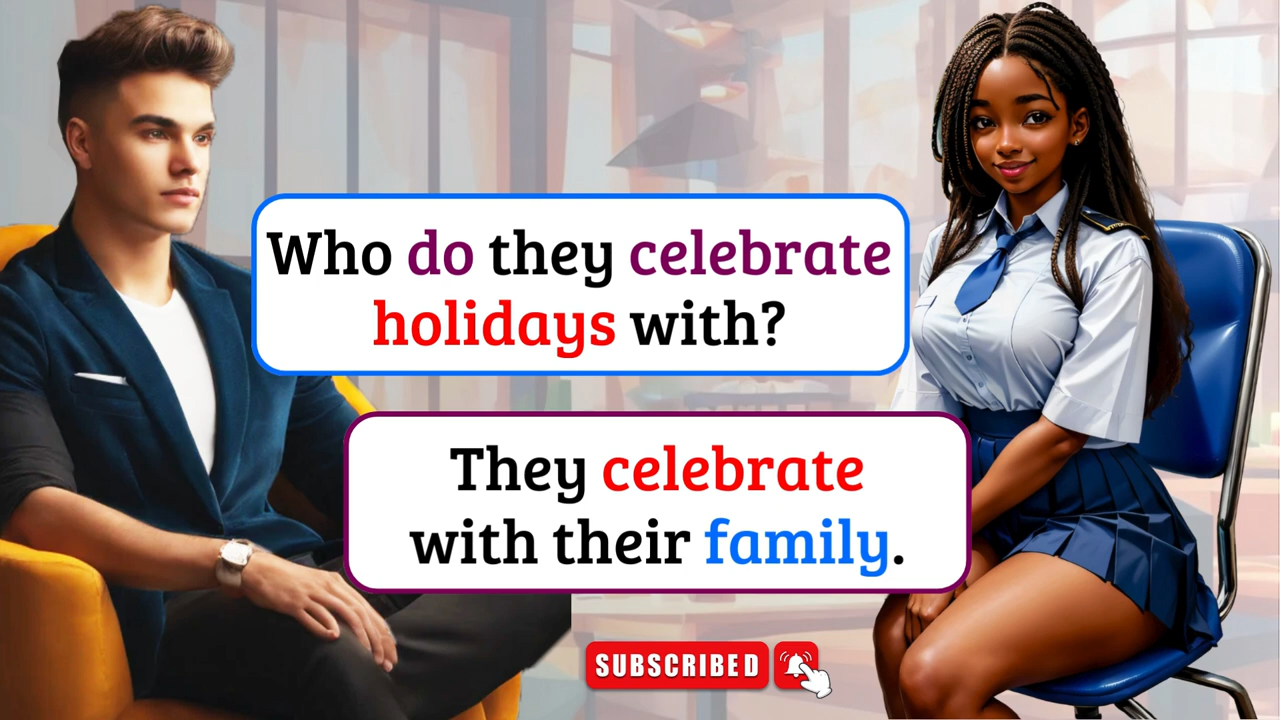 Who do they celebrate
holidays with?
They celebrate
with their family.
SUBSCRIBED